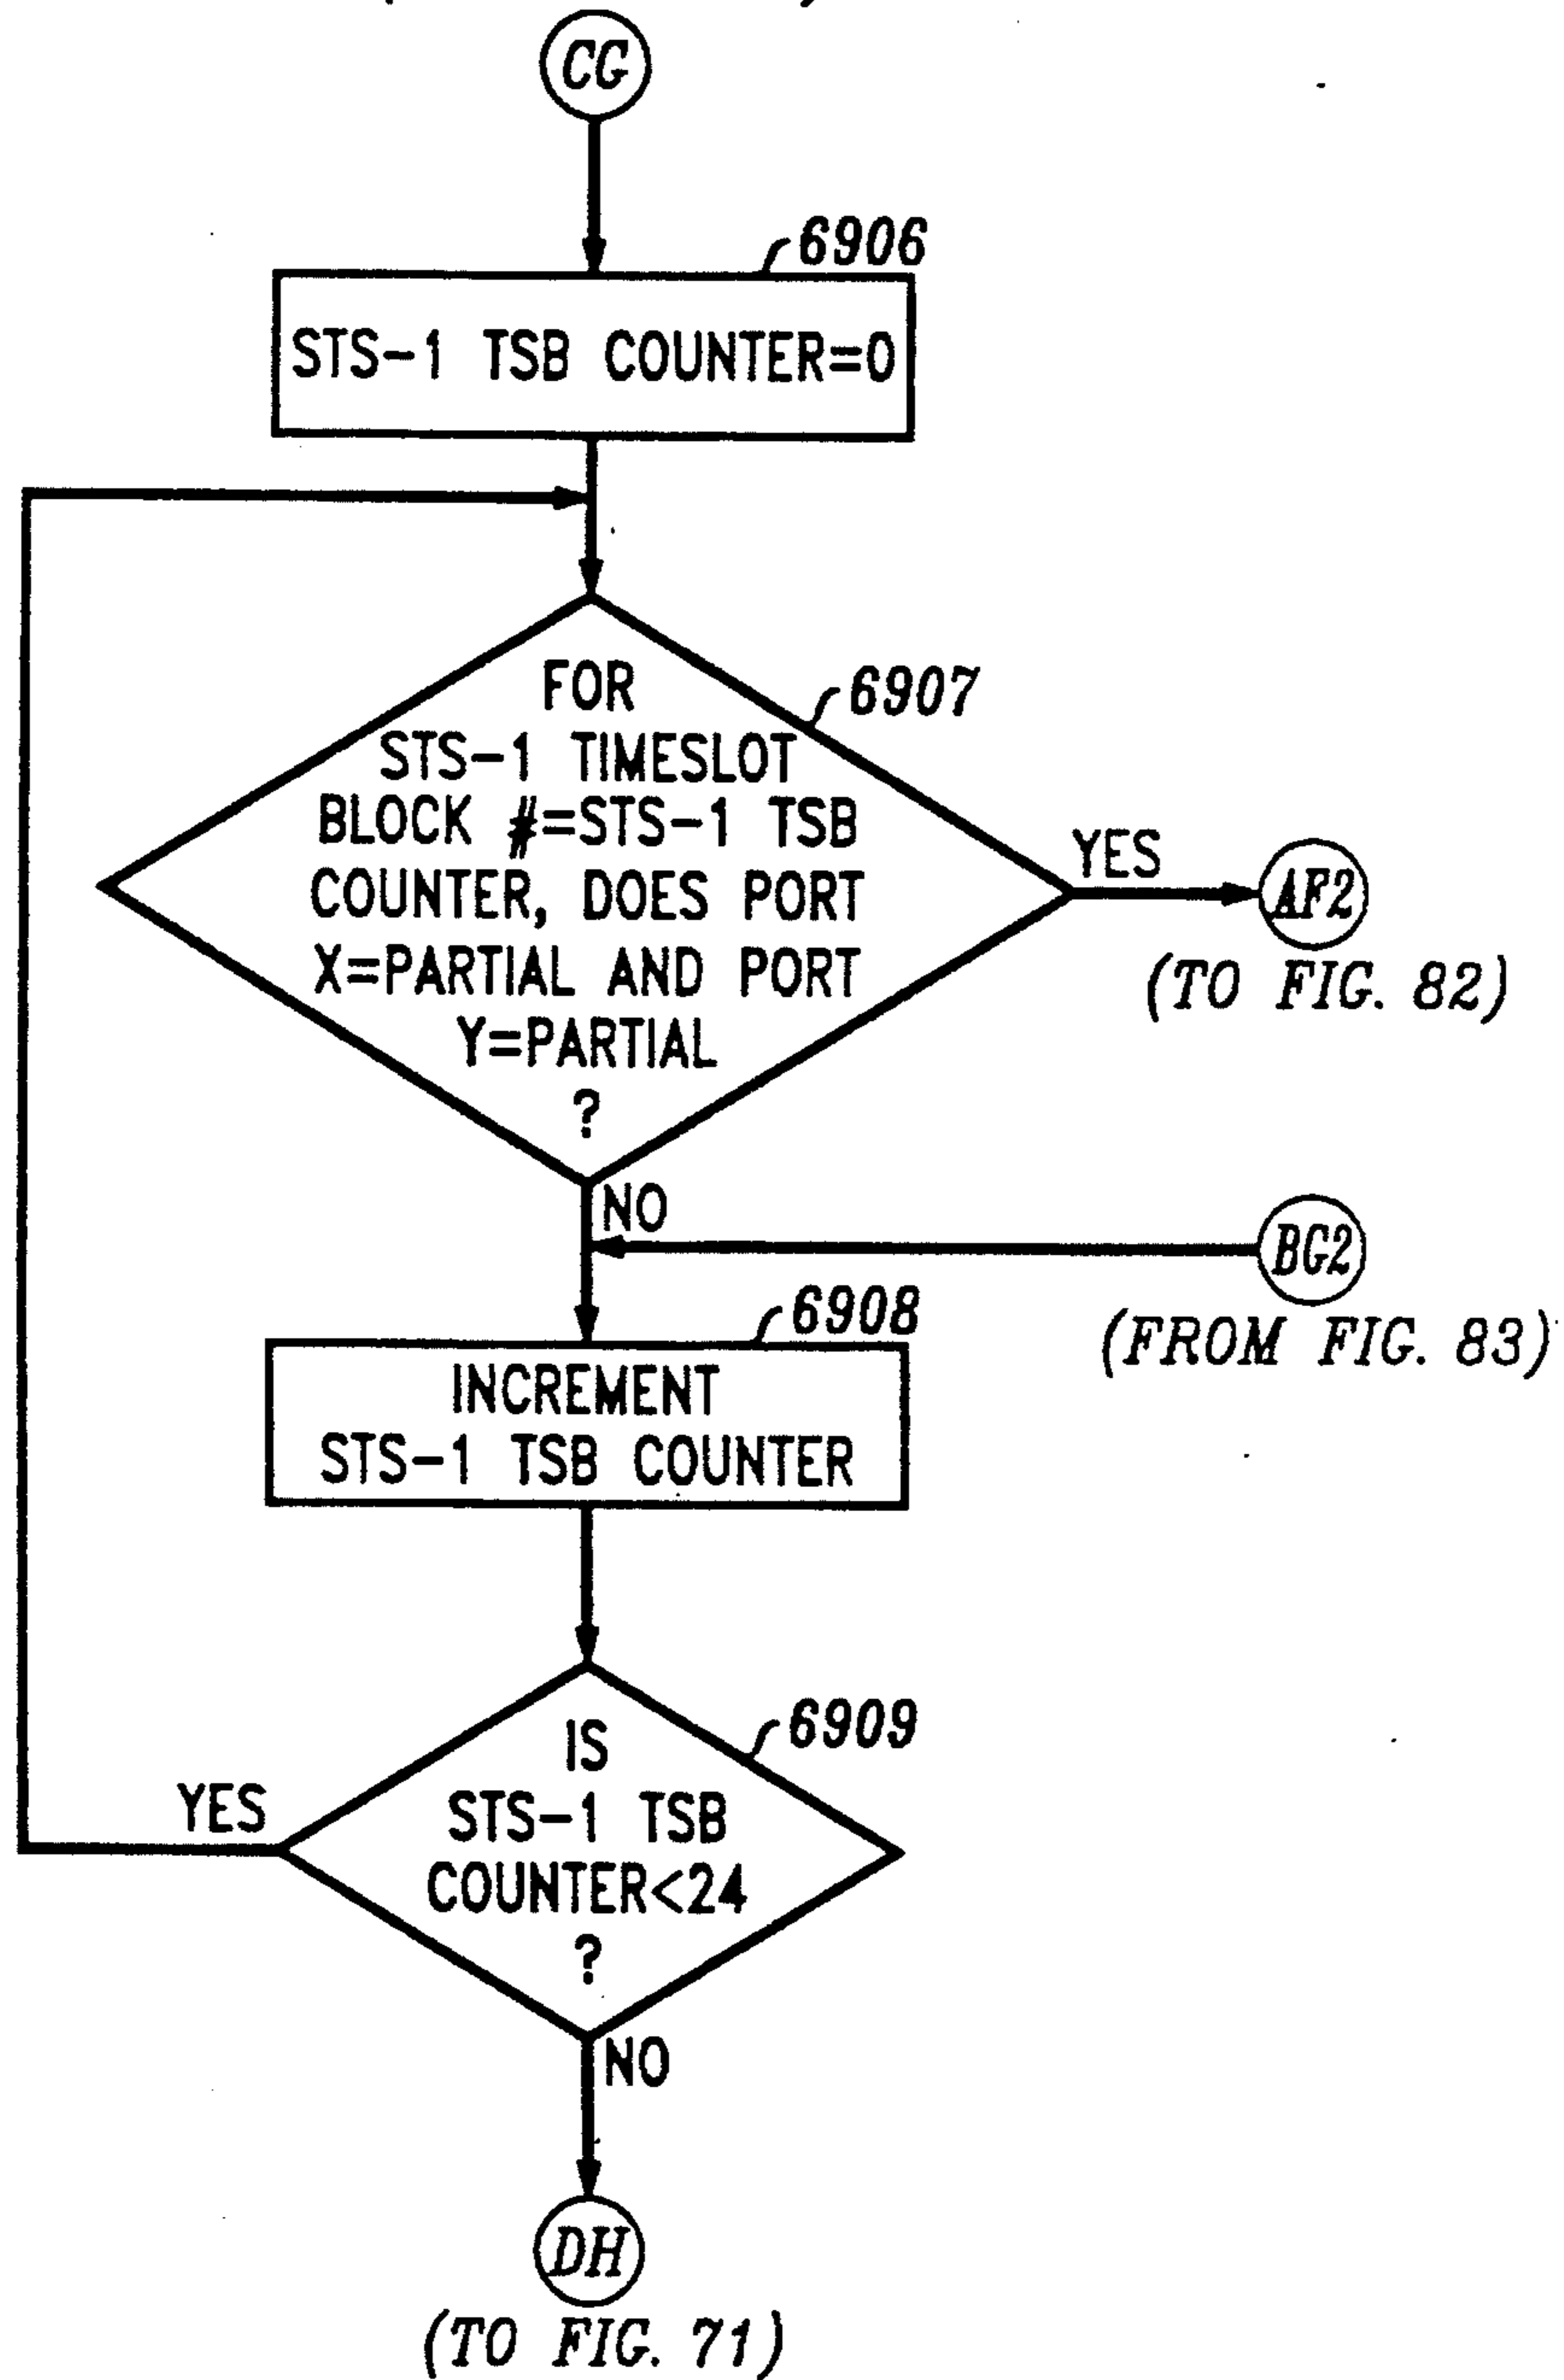 CG
6906
STS-1 TSB COUNTER=0
FOR
6907
STS-1 TIMESLOT
BLOCK #=STS-1 TSB
COUNTER, DOES PORT
X=PARTIAL AND PORT
Y=PARTIAL
?
YES
AF2
(TO FIG. 82)
NO
BG2
(FROM FIG. 83)
6908
INCREMENT
STS-1 TSB COUNTER
6909
IS
STS-1 TSB
COUNTER<24
?
YES
NO
DH
(TO FIG. 71)